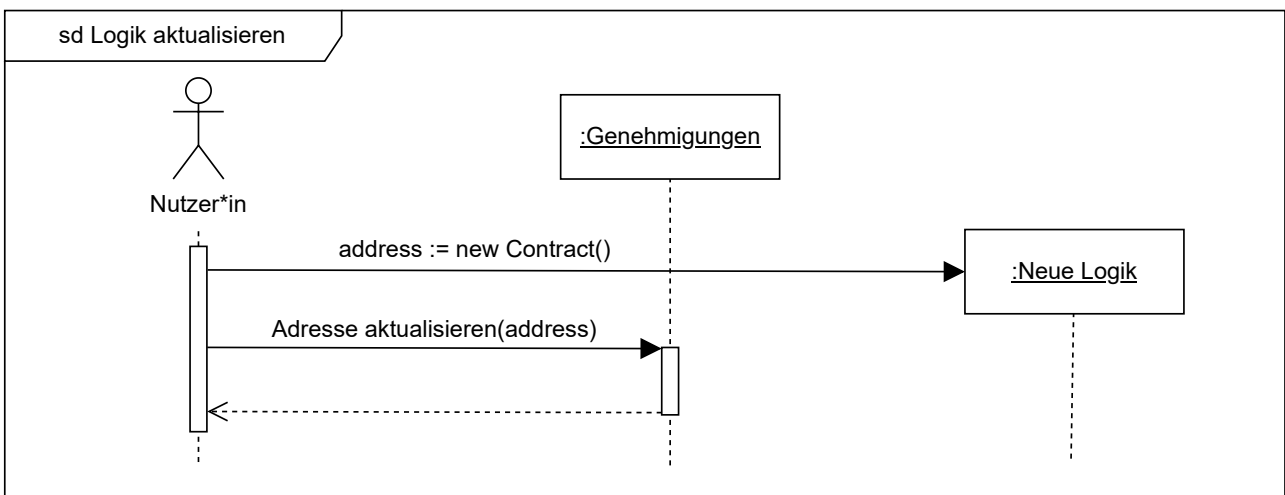 sd Logik aktualisieren
:Genehmigungen
Nutzer*in
address := new Contract()
:Neue Logik
Adresse aktualisieren(address)